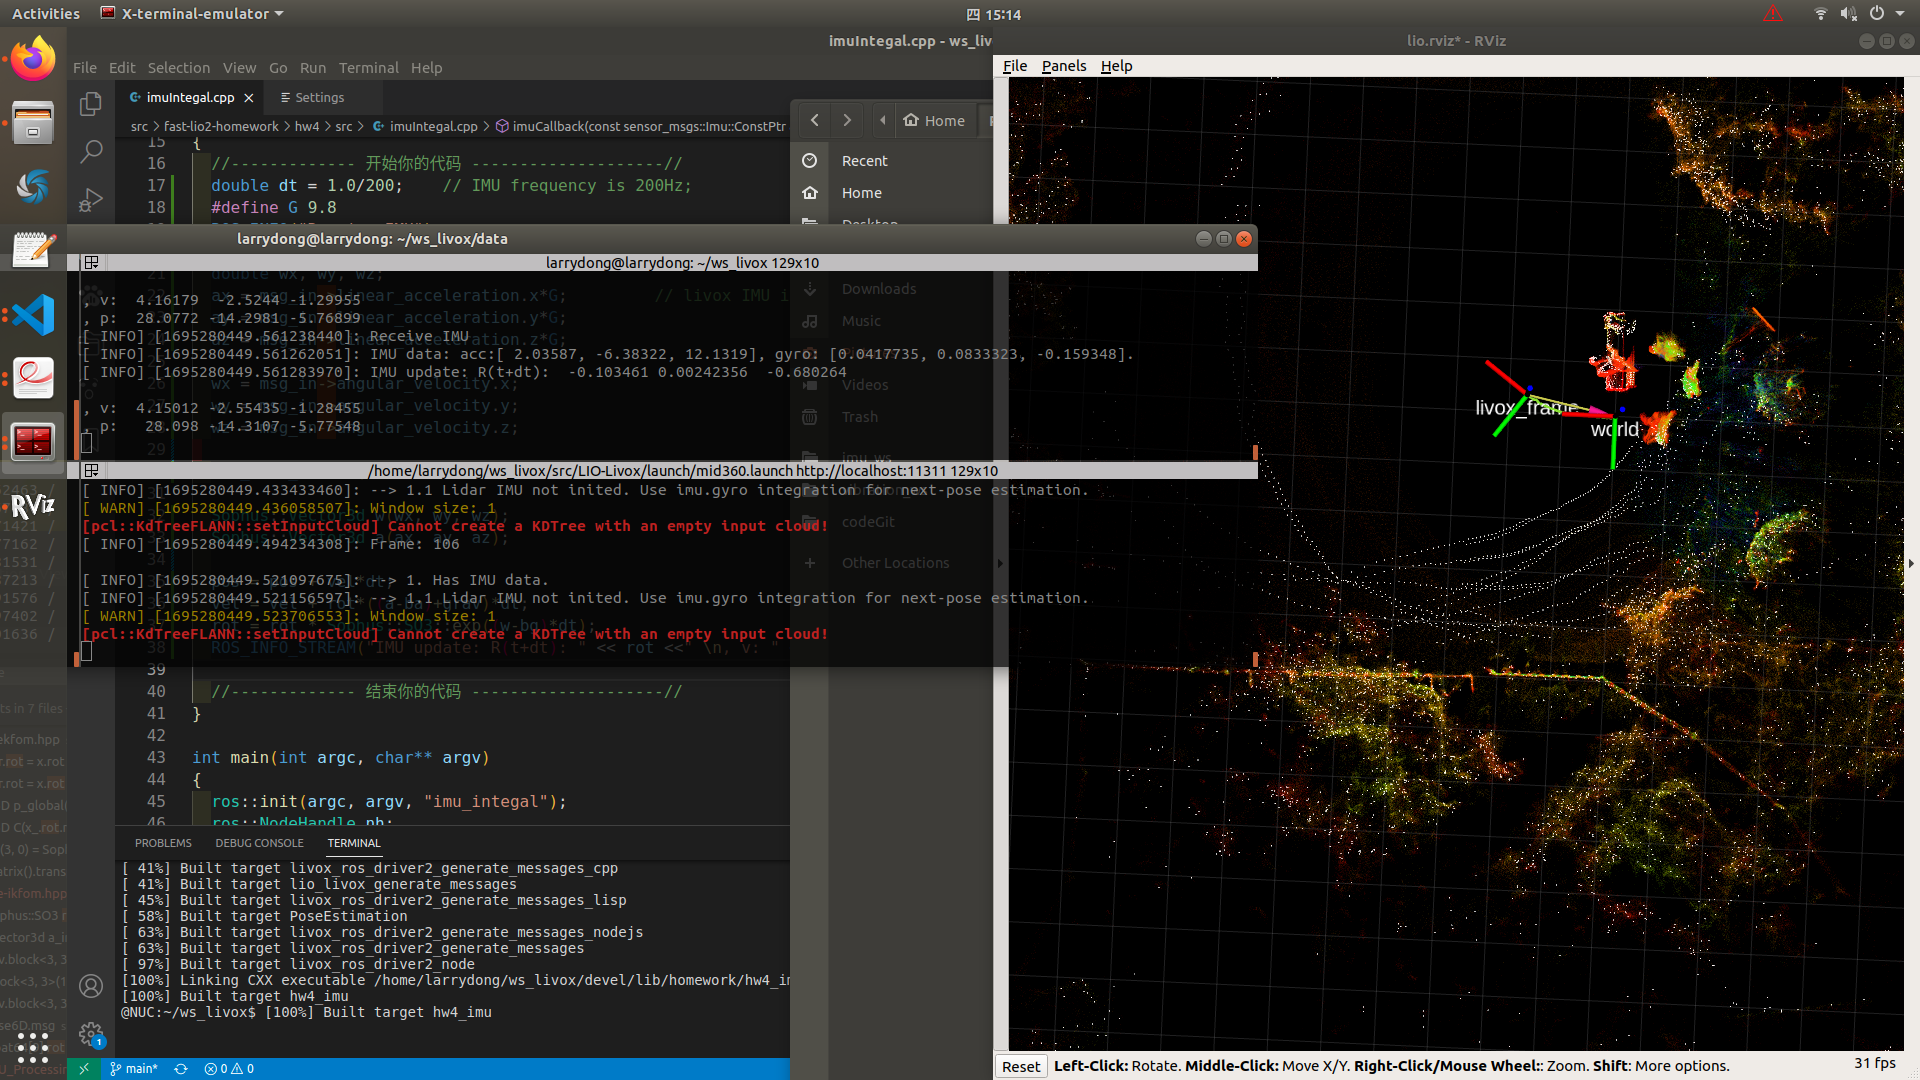 Activities
X-terminal-emulator
四 15:14
imuIntegal.cpp - ws_liv
lio.rviz* - RViz
File Edit Selection View Go Run Terminal Help
File Panels Help
imuIntegal.cpp
Settings
src > fast-lio2-homework > hw4 > src > imuIntegal.cpp > imuCallback(const sensor_msgs::Imu::ConstPtr
15 {
16 //------------- 开始你的代码 --------------------//
17 double dt = 1.0/200; // IMU frequency is 200Hz;
18 #define G 9.8
Home
Recent
Home
Desktop
Downloads
Music
Videos
Trash
imu_ws
codeGit
Other Locations
larrydong@larrydong: ~/ws_livox/data
larrydong@larrydong: ~/ws_livox 129x10
, v:  4.16179 -2.5244 -1.29955
, p:  28.0772 -14.2981 -5.76899
[ INFO] [1695280449.561238440]: Receive IMU
[ INFO] [1695280449.561262051]: IMU data: acc:[ 2.03587, -6.38322, 12.1319], gyro: [0.0417735, 0.0833323, -0.159348].
[ INFO] [1695280449.561283970]: IMU update: R(t+dt):  -0.103461 0.00242356  -0.680264
, v:  4.15012 -2.55435 -1.28455
, p:   28.098 -14.3107 -5.77548
/home/larrydong/ws_livox/src/LIO-Livox/launch/mid360.launch http://localhost:11311 129x10
[ INFO] [1695280449.433433460]: --> 1.1 Lidar IMU not inited. Use imu.gyro integration for next-pose estimation.
[ WARN] [1695280449.436058507]: Window size: 1
[pcl::KdTreeFLANN::setInputCloud] Cannot create a KDTree with an empty input cloud!
[ INFO] [1695280449.494234308]: Frame: 106
[ INFO] [1695280449.521097675]: --> 1. Has IMU data.
[ INFO] [1695280449.521156597]: --> 1.1 Lidar IMU not inited. Use imu.gyro integration for next-pose estimation.
[ WARN] [1695280449.523706553]: Window size: 1
[pcl::KdTreeFLANN::setInputCloud] Cannot create a KDTree with an empty input cloud!
38 ROS_INFO_STREAM("IMU update: R(t+dt): " << rot <<" \n, v: "
39
40 //------------- 结束你的代码 --------------------//
41 }
42
43 int main(int argc, char** argv)
44 {
45 ros::init(argc, argv, "imu_integal");
46 ros::NodeHandle nh;
PROBLEMS DEBUG CONSOLE TERMINAL
[ 41%] Built target livox_ros_driver2_generate_messages_cpp
[ 41%] Built target lio_livox_generate_messages
[ 45%] Built target livox_ros_driver2_generate_messages_lisp
[ 58%] Built target PoseEstimation
[ 63%] Built target livox_ros_driver2_generate_messages_nodejs
[ 63%] Built target livox_ros_driver2_generate_messages
[ 97%] Built target livox_ros_driver2_node
[100%] Linking CXX executable /home/larrydong/ws_livox/devel/lib/homework/hw4_im
[100%] Built target hw4_imu
@NUC:~/ws_livox$ [100%] Built target hw4_imu
main* 0 0
RViz
livox_frame
world
Reset
Left-Click: Rotate. Middle-Click: Move X/Y. Right-Click/Mouse Wheel:: Zoom. Shift: More options.
31 fps